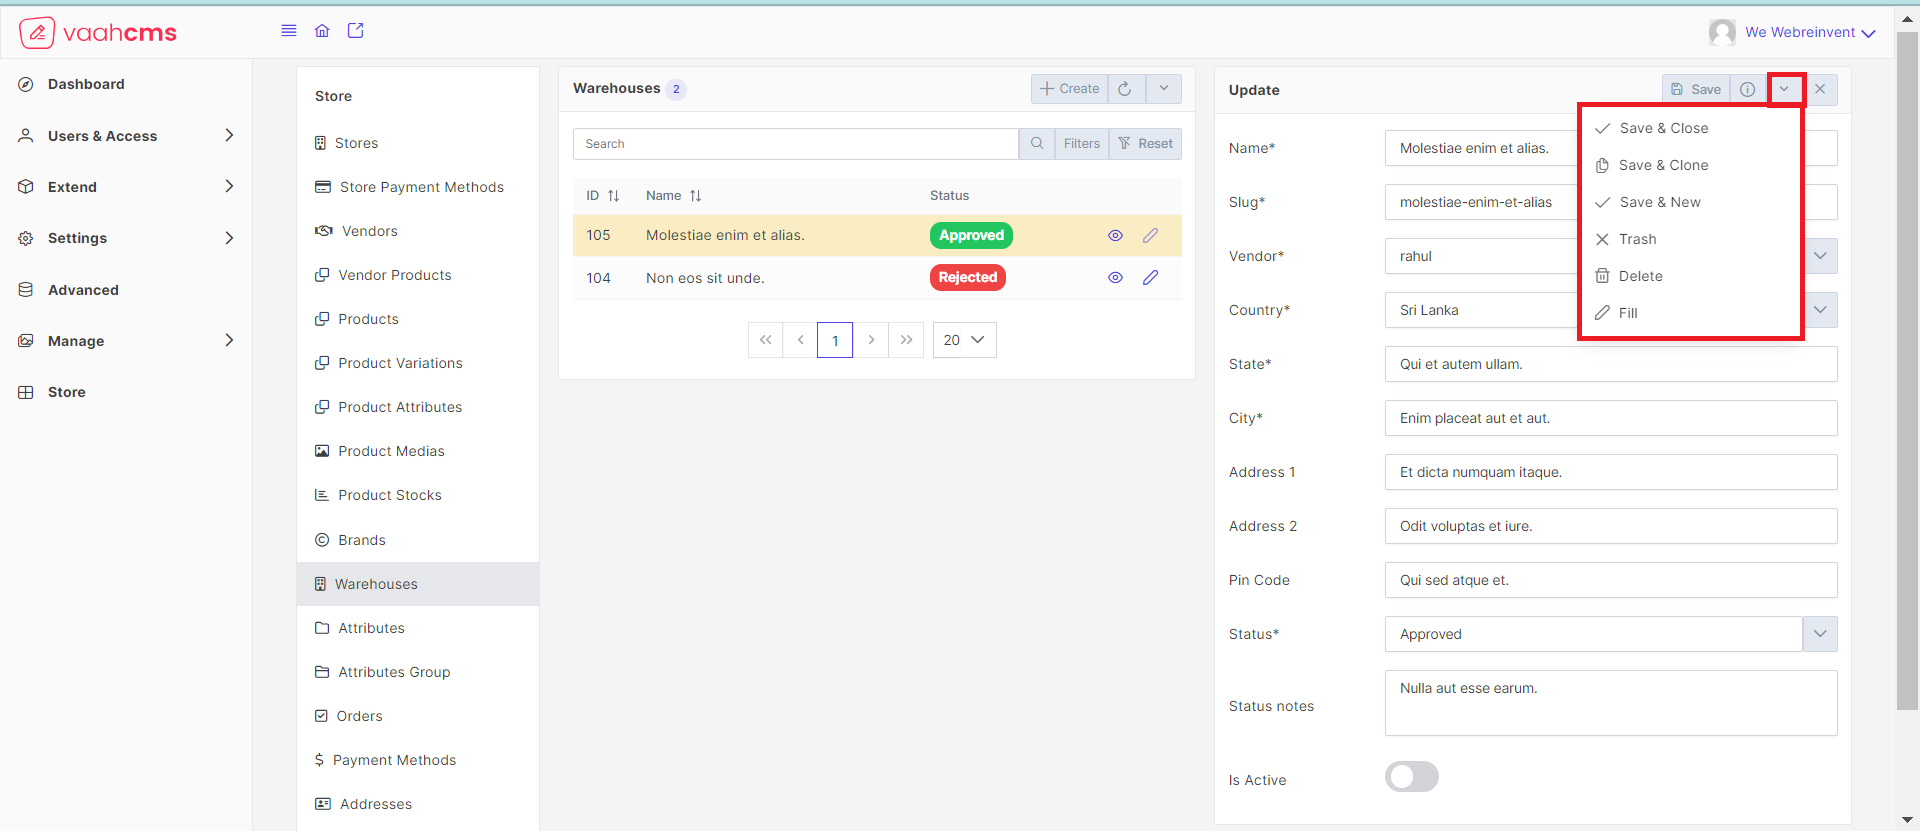 vaahcms
We Webreinvent
Dashboard
Users & Access
Extend
Settings
Advanced
Manage
Store
Store
Stores
Store Payment Methods
Vendors
Vendor Products
Products
Product Variations
Product Attributes
Product Medias
Product Stocks
Brands
Warehouses
Attributes
Attributes Group
Orders
Payment Methods
Addresses
Warehouses 2
Create
Search
Filters
Reset
ID Name Status
105 Molestiae enim et alias. Approved
104 Non eos sit unde. Rejected
1
20
Update
Save
Save & Close
Save & Clone
Save & New
Trash
Delete
Fill
Name* Molestiae enim et alias.
Slug* molestiae-enim-et-alias
Vendor* rahul
Country* Sri Lanka
State* Qui et autem ullam.
City* Enim placeat aut et aut.
Address 1 Et dicta numquam itaque.
Address 2 Odit voluptas et iure.
Pin Code Qui sed atque et.
Status* Approved
Status notes Nulla aut esse earum.
Is Active